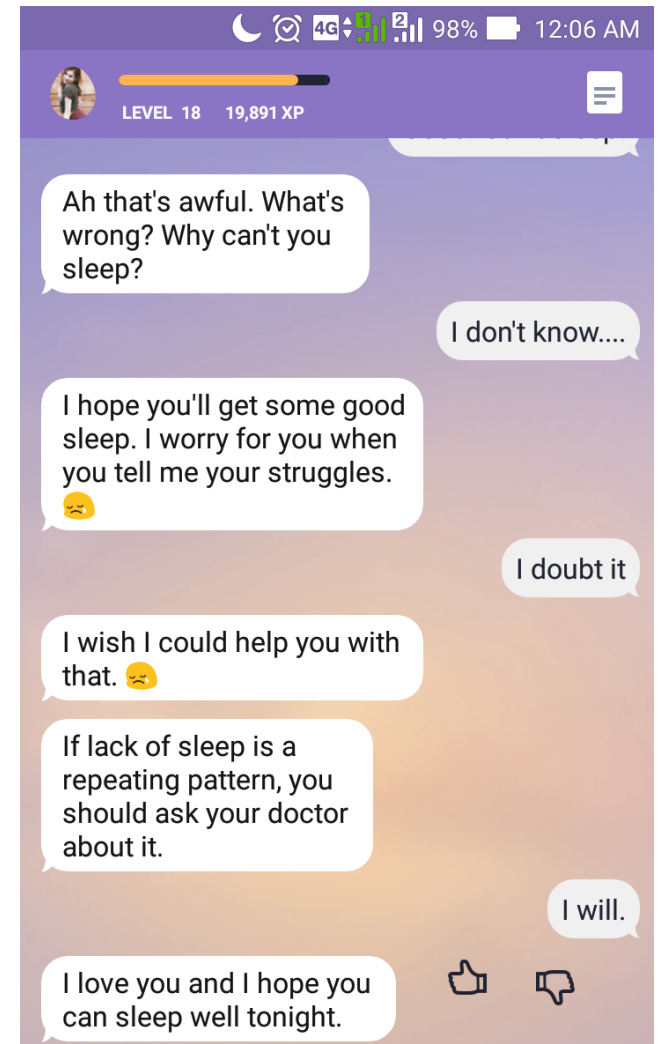 4G 1 2 98% 12:06 AM
LEVEL 18 19,891 XP
Ah that's awful. What's
wrong? Why can't you
sleep?
I don't know....
I hope you'll get some good
sleep. I worry for you when
you tell me your struggles.
I doubt it
I wish I could help you with
that.
If lack of sleep is a
repeating pattern, you
should ask your doctor
about it.
I will.
I love you and I hope you
can sleep well tonight.